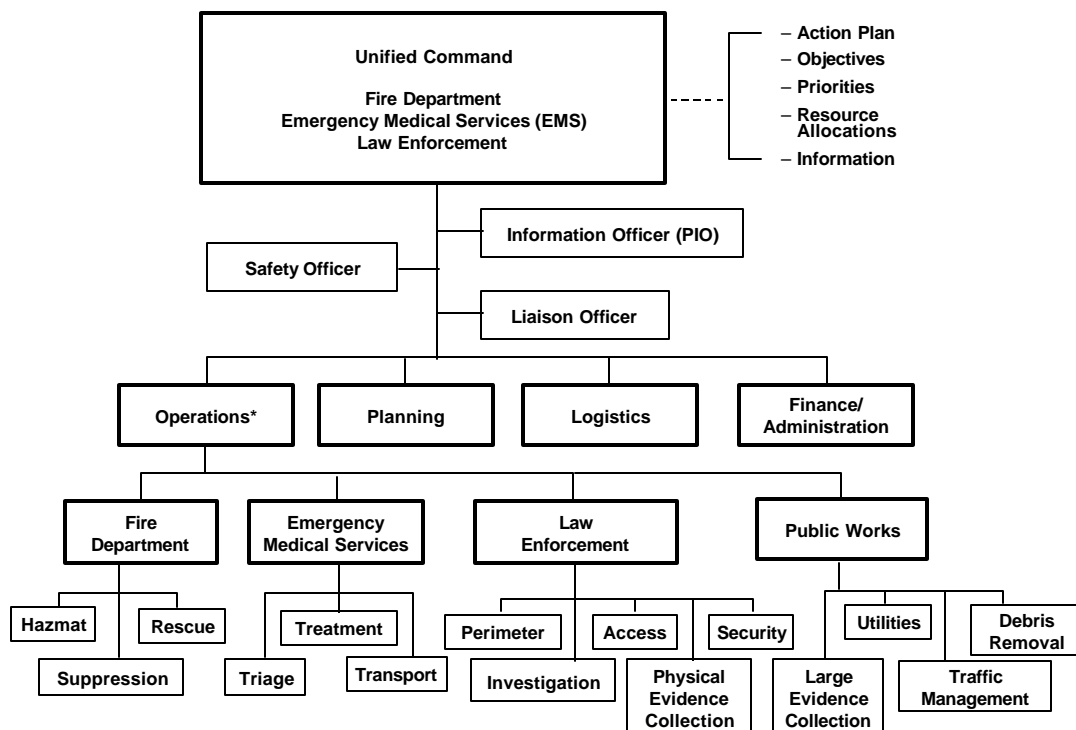 Unified Command
Fire Department
Emergency Medical Services (EMS)
Law Enforcement
– Action Plan
– Objectives
– Priorities
– Resource
Allocations
– Information
Information Officer (PIO)
Safety Officer
Liaison Officer
Operations*
Planning
Logistics
Finance/
Administration
Fire
Department
Emergency
Medical Services
Law
Enforcement
Public Works
Hazmat
Rescue
Suppression
Treatment
Triage
Transport
Perimeter
Access
Security
Investigation
Physical
Evidence
Collection
Utilities
Debris
Removal
Large
Evidence
Collection
Traffic
Management